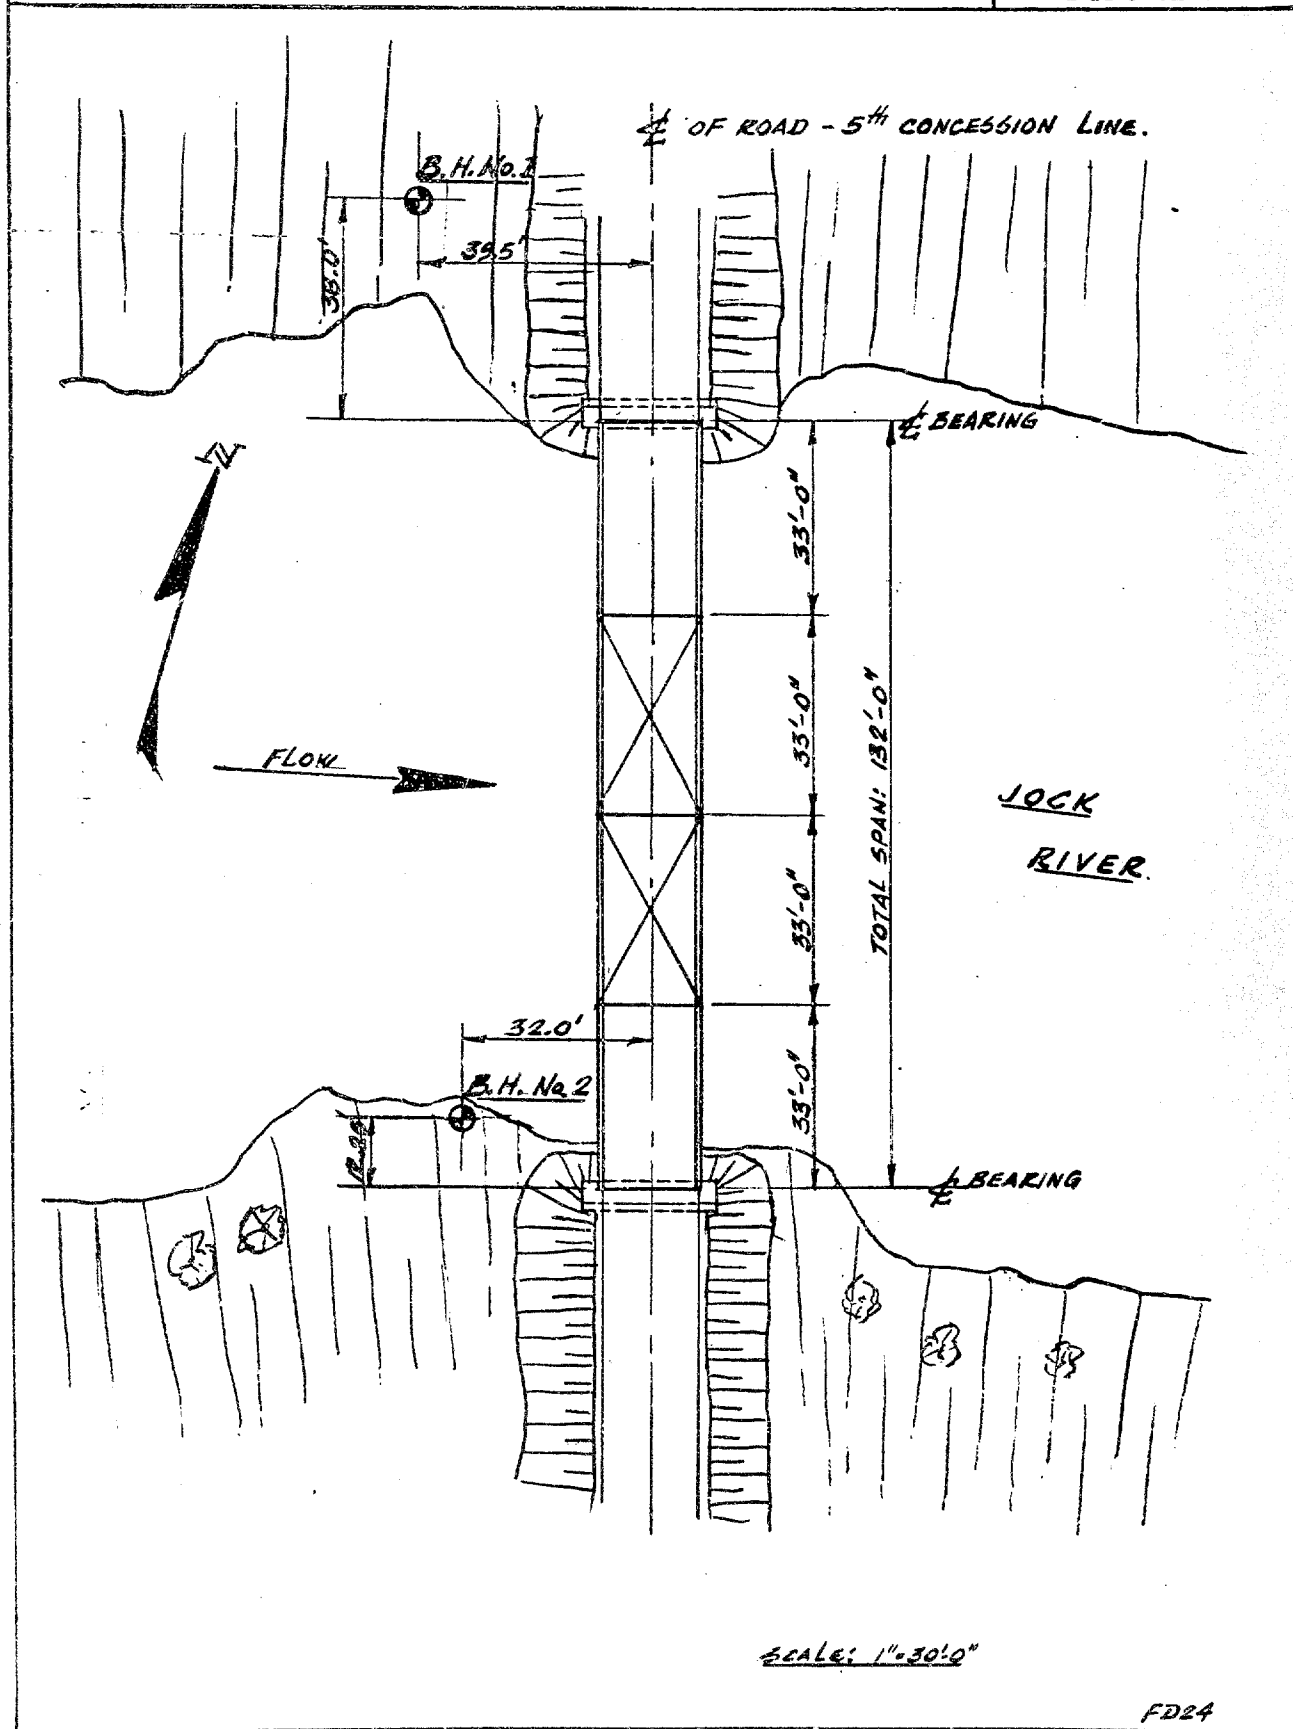 ℄ OF ROAD - 5th CONCESSION LINE.
B.H. No.1
38.0'
39.5'
℄ BEARING
N
33'-0"
33'-0"
FLOW
TOTAL SPAN: 132'-0"
JOCK
RIVER.
33'-0"
32.0'
B.H. No 2
33'-0"
℄ BEARING
SCALE: 1"=30'-0"
FD24